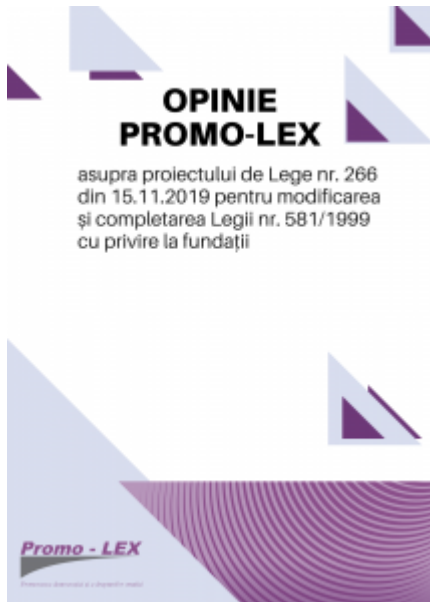 OPINIE
PROMO-LEX
asupra proiectului de Lege nr. 266
din 15.11.2019 pentru modificarea
și completarea Legii nr. 581/1999
cu privire la fundații
Promo - LEX